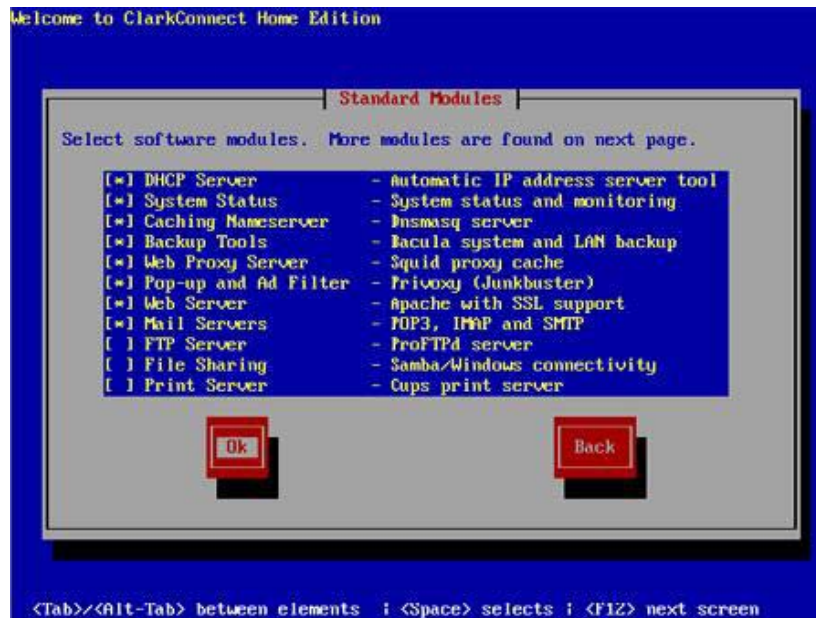 Welcome to ClarkConnect Home Edition
Standard Modules
Select software modules. More modules are found on next page.
[*] DHCP Server - Automatic IP address server tool
[*] System Status - System status and monitoring
[*] Caching Nameserver - Dnsmasq server
[*] Backup Tools - Bacula system and LAN backup
[*] Web Proxy Server - Squid proxy cache
[*] Pop-up and Ad Filter - Privoxy (Junkbuster)
[*] Web Server - Apache with SSL support
[*] Mail Servers - POP3, IMAP and SMTP
[ ] FTP Server - ProFTPd server
[ ] File Sharing - Samba/Windows connectivity
[ ] Print Server - Cups print server
Ok Back
<Tab>/<Alt-Tab> between elements ¦ <Space> selects ¦ <F12> next screen